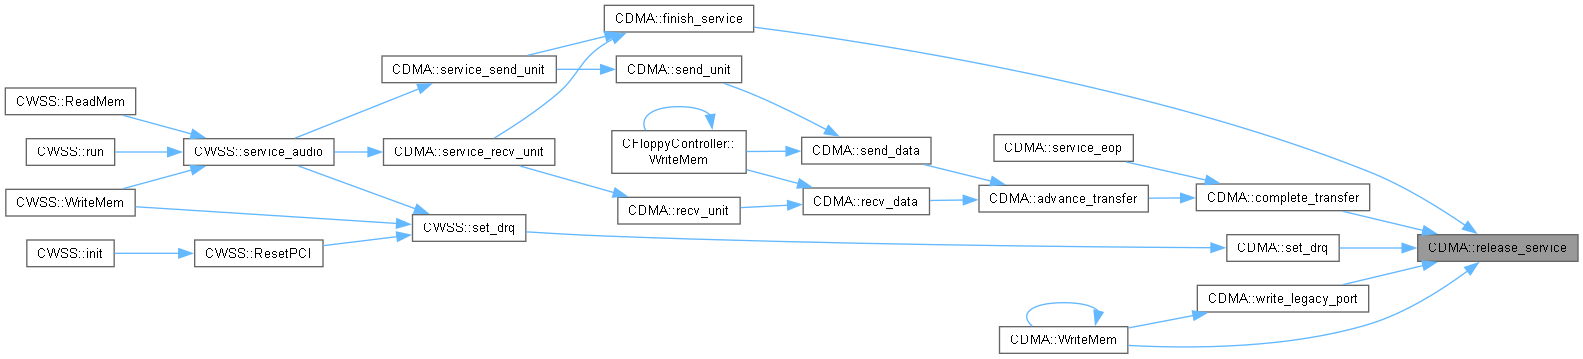 CDMA::finish_service
CDMA::service_send_unit
CDMA::send_unit
CWSS::ReadMem
CWSS::run
CWSS::service_audio
CDMA::service_recv_unit
CFloppyController::
WriteMem
CDMA::send_data
CDMA::service_eop
CWSS::WriteMem
CDMA::recv_unit
CDMA::recv_data
CDMA::advance_transfer
CDMA::complete_transfer
CWSS::set_drq
CWSS::init
CWSS::ResetPCI
CDMA::set_drq
CDMA::release_service
CDMA::write_legacy_port
CDMA::WriteMem